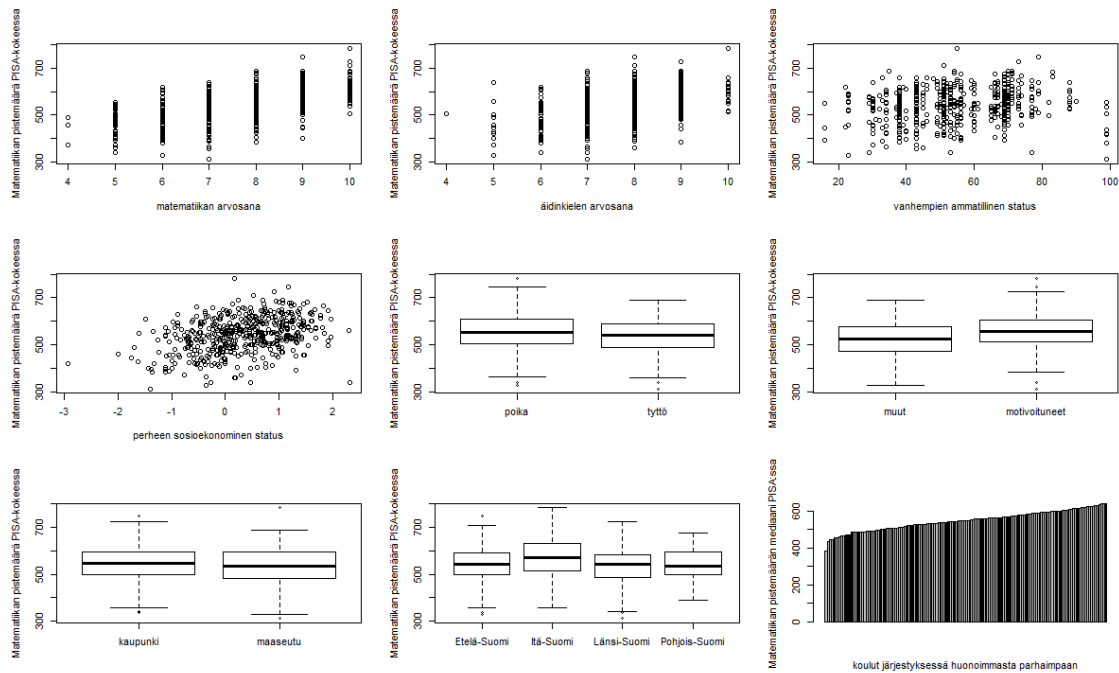 Matematiikan pistemäärä PISA-kokeessa
300 500 700
4 5 6 7 8 9 10
matematiikan arvosana
Matematiikan pistemäärä PISA-kokeessa
300 500 700
4 5 6 7 8 9 10
äidinkielen arvosana
Matematiikan pistemäärä PISA-kokeessa
300 500 700
20 40 60 80 100
vanhempien ammatillinen status
Matematiikan pistemäärä PISA-kokeessa
300 500 700
-3 -2 -1 0 1 2
perheen sosioekonominen status
Matematiikan pistemäärä PISA-kokeessa
300 500 700
poika tyttö
Matematiikan pistemäärä PISA-kokeessa
300 500 700
muut motivoituneet
Matematiikan pistemäärä PISA-kokeessa
300 500 700
kaupunki maaseutu
Matematiikan pistemäärä PISA-kokeessa
300 500 700
Etelä-Suomi Itä-Suomi Länsi-Suomi Pohjois-Suomi
Matematiikan pistemäärän mediaani PISA:ssa
0 200 400 600
koulut järjestyksessä huonoimmasta parhaimpaan